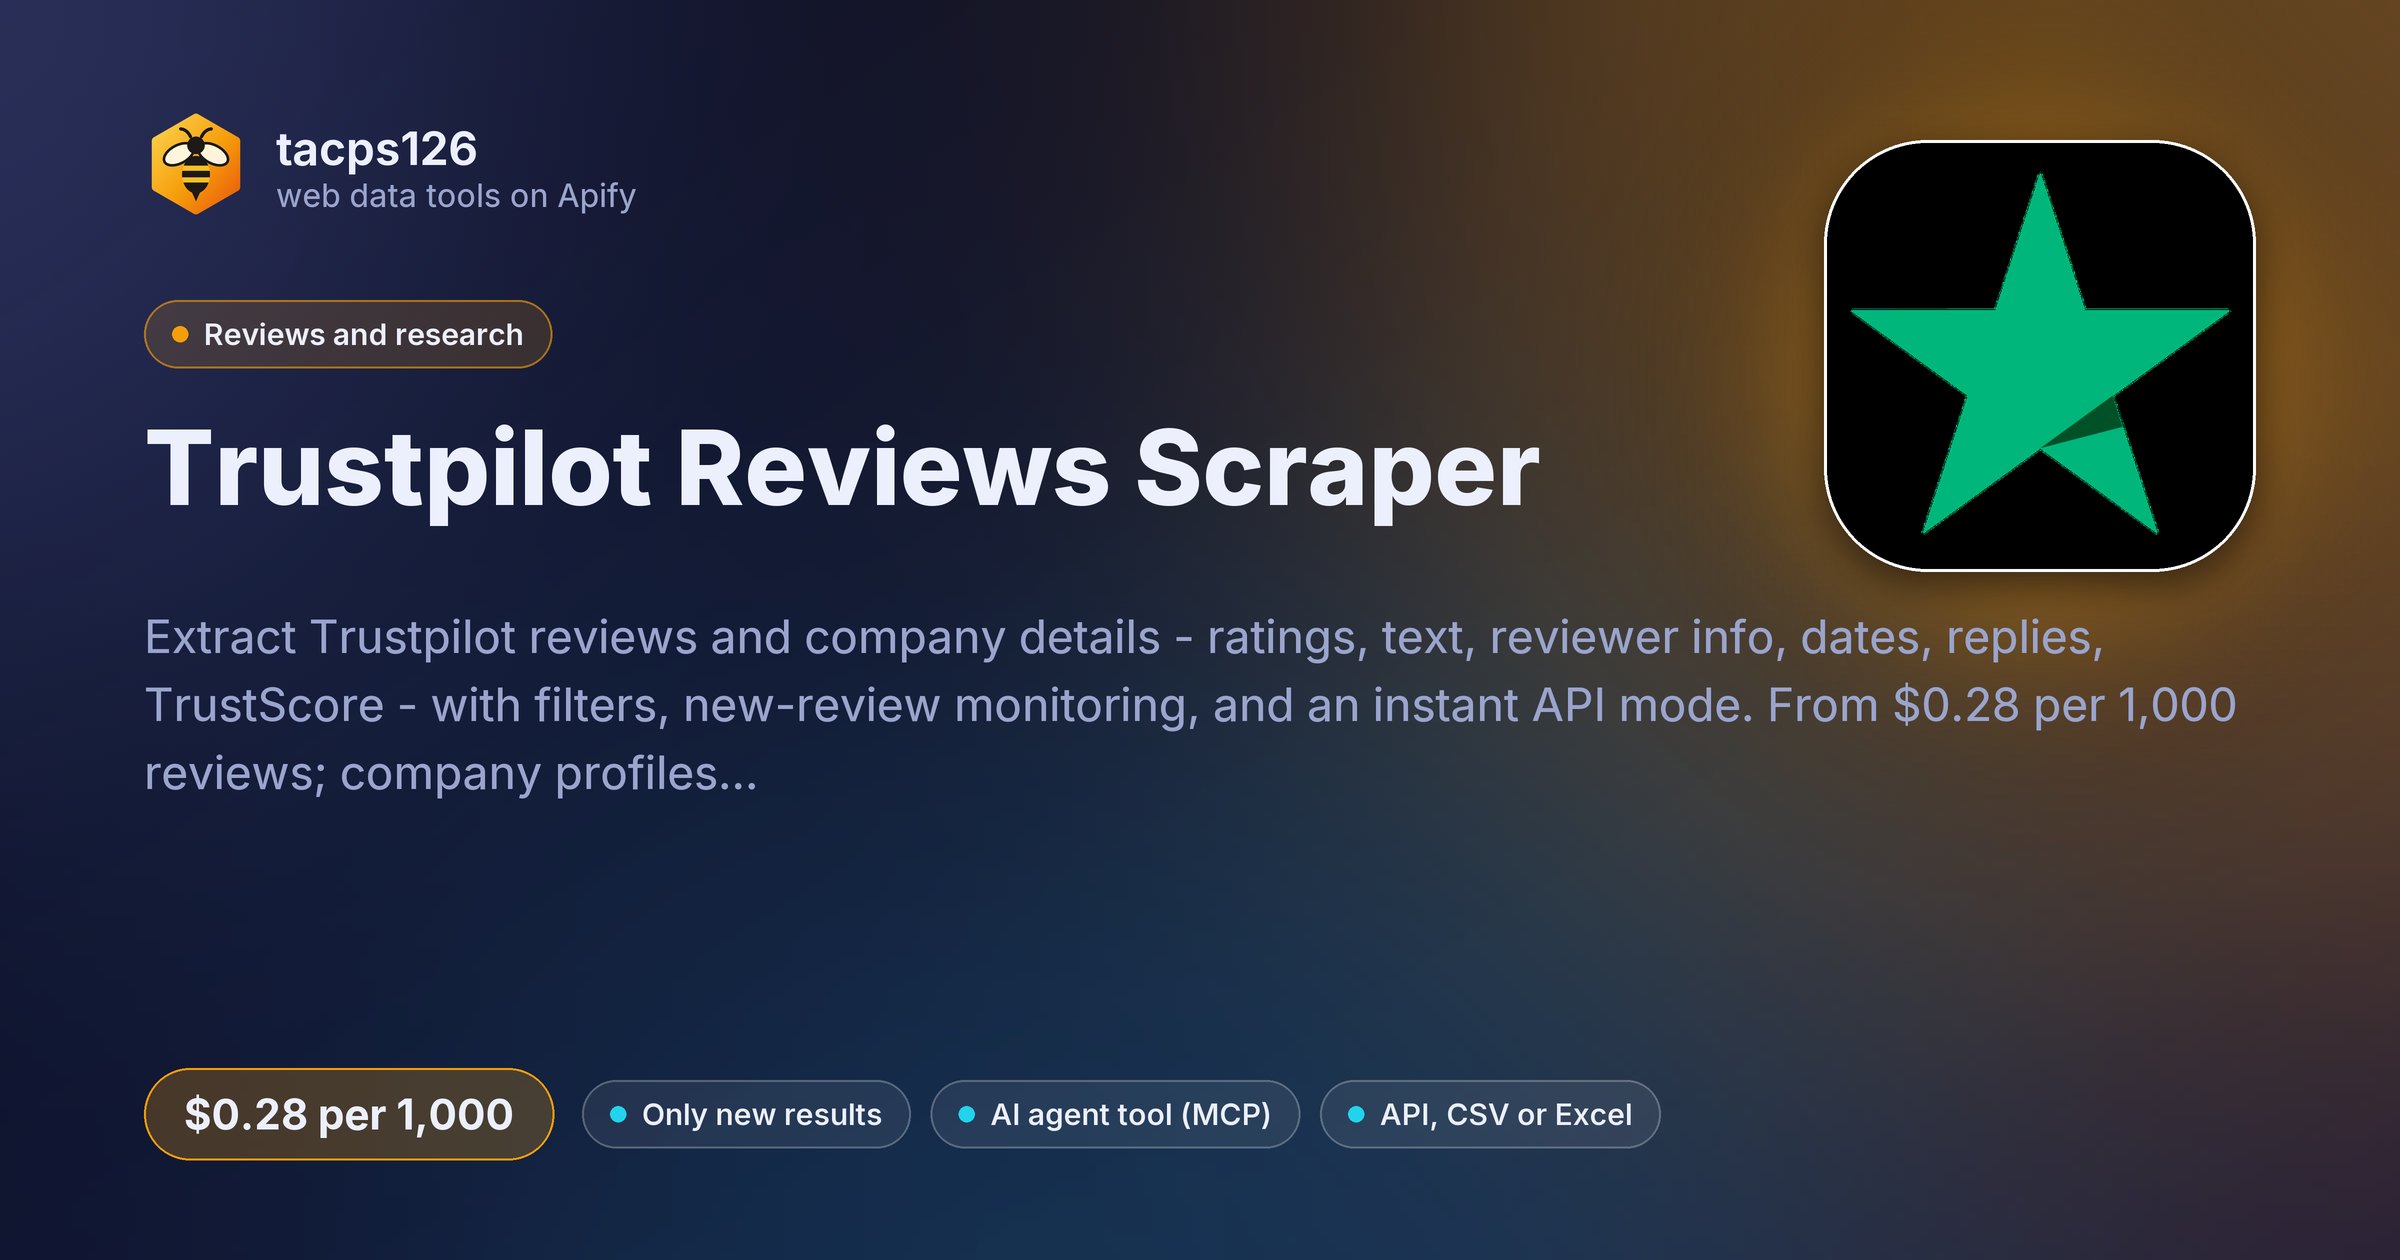 tacps126
web data tools on Apify
Reviews and research
Trustpilot Reviews Scraper
Extract Trustpilot reviews and company details - ratings, text, reviewer info, dates, replies,
TrustScore - with filters, new-review monitoring, and an instant API mode. From $0.28 per 1,000
reviews; company profiles...
$0.28 per 1,000
Only new results
AI agent tool (MCP)
API, CSV or Excel